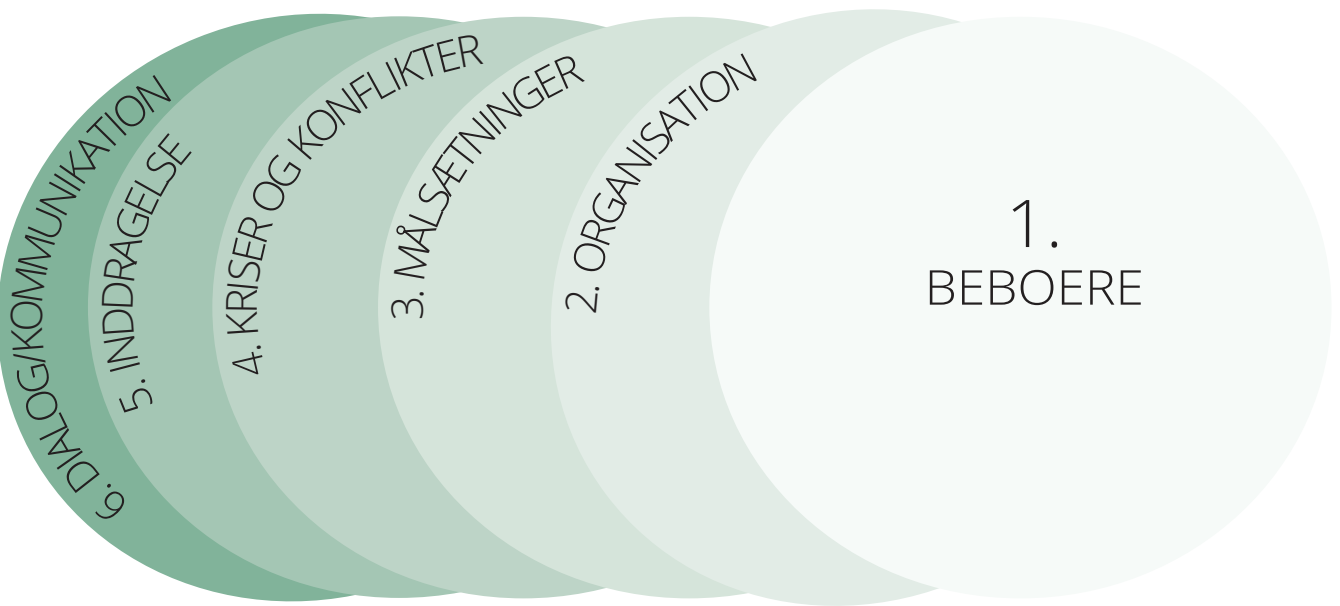 6. DIALOG/KOMMUNIKATION
5. INDDRAGELSE
4. KRISER OG KONFLIKTER
3. MÅLSÆTNINGER
2. ORGANISATION
1.
BEBOERE